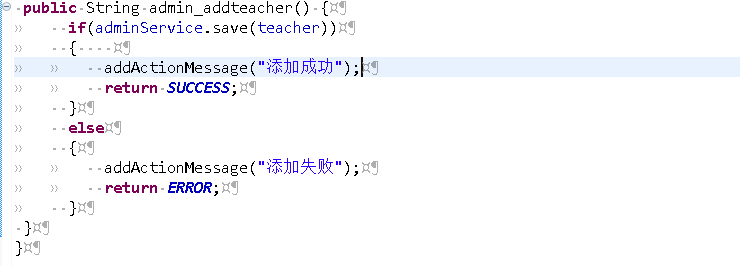 public String admin_addteacher() {
if(adminService.save(teacher))
{
addActionMessage("添加成功");
return SUCCESS;
}
else
{
addActionMessage("添加失败");
return ERROR;
}
}
}